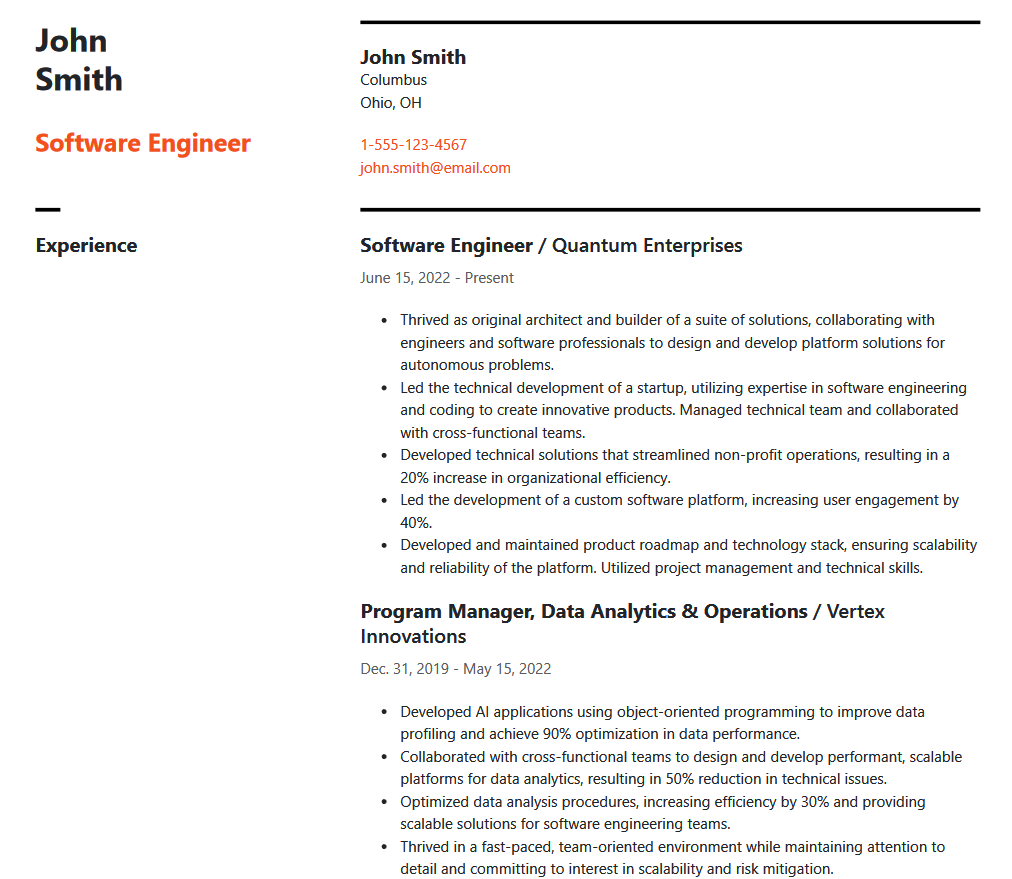 John
Smith
Software Engineer
John Smith
Columbus
Ohio, OH
1-555-123-4567
john.smith@email.com
Experience
Software Engineer / Quantum Enterprises
June 15, 2022 - Present
• Thrived as original architect and builder of a suite of solutions, collaborating with
engineers and software professionals to design and develop platform solutions for
autonomous problems.
• Led the technical development of a startup, utilizing expertise in software engineering
and coding to create innovative products. Managed technical team and collaborated
with cross-functional teams.
• Developed technical solutions that streamlined non-profit operations, resulting in a
20% increase in organizational efficiency.
• Led the development of a custom software platform, increasing user engagement by
40%.
• Developed and maintained product roadmap and technology stack, ensuring scalability
and reliability of the platform. Utilized project management and technical skills.
Program Manager, Data Analytics & Operations / Vertex
Innovations
Dec. 31, 2019 - May 15, 2022
• Developed AI applications using object-oriented programming to improve data
profiling and achieve 90% optimization in data performance.
• Collaborated with cross-functional teams to design and develop performant, scalable
platforms for data analytics, resulting in 50% reduction in technical issues.
• Optimized data analysis procedures, increasing efficiency by 30% and providing
scalable solutions for software engineering teams.
• Thrived in a fast-paced, team-oriented environment while maintaining attention to
detail and committing to interest in scalability and risk mitigation.